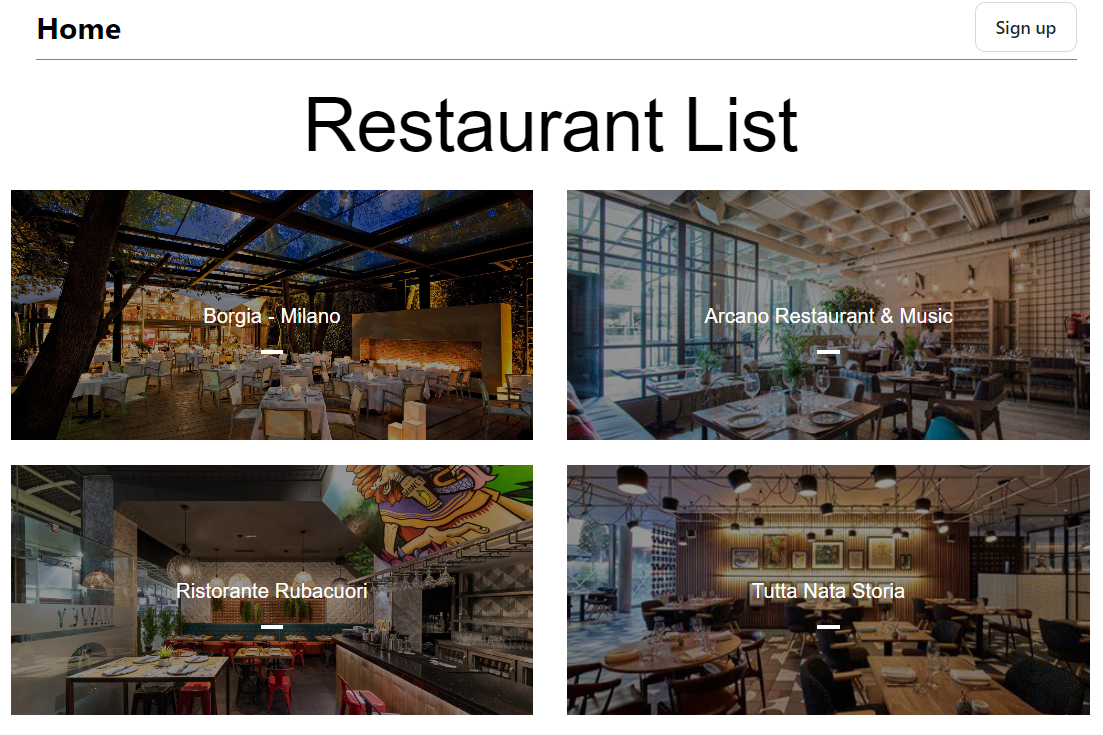 Home
Sign up
Restaurant List
Borgia - Milano
Arcano Restaurant & Music
Ristorante Rubacuori
Tutta Nata Storia